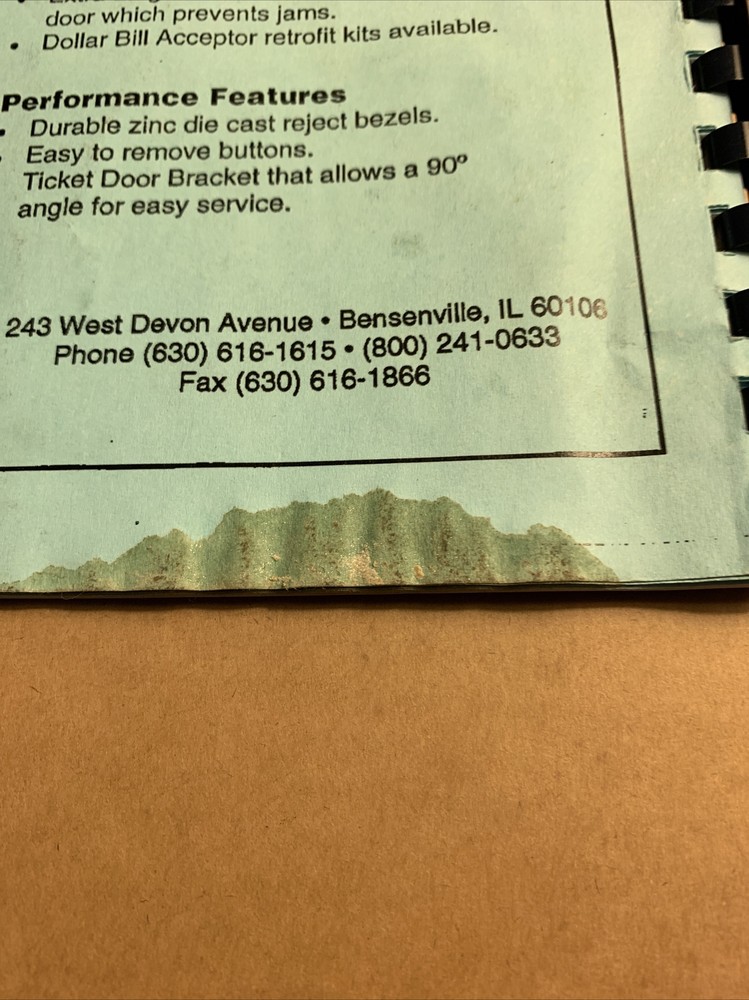 door which prevents jams.
• Dollar Bill Acceptor retrofit kits available.
Performance Features
• Durable zinc die cast reject bezels.
• Easy to remove buttons.
Ticket Door Bracket that allows a 90º
angle for easy service.
243 West Devon Avenue • Bensenville, IL 60106
Phone (630) 616-1615 • (800) 241-0633
Fax (630) 616-1866